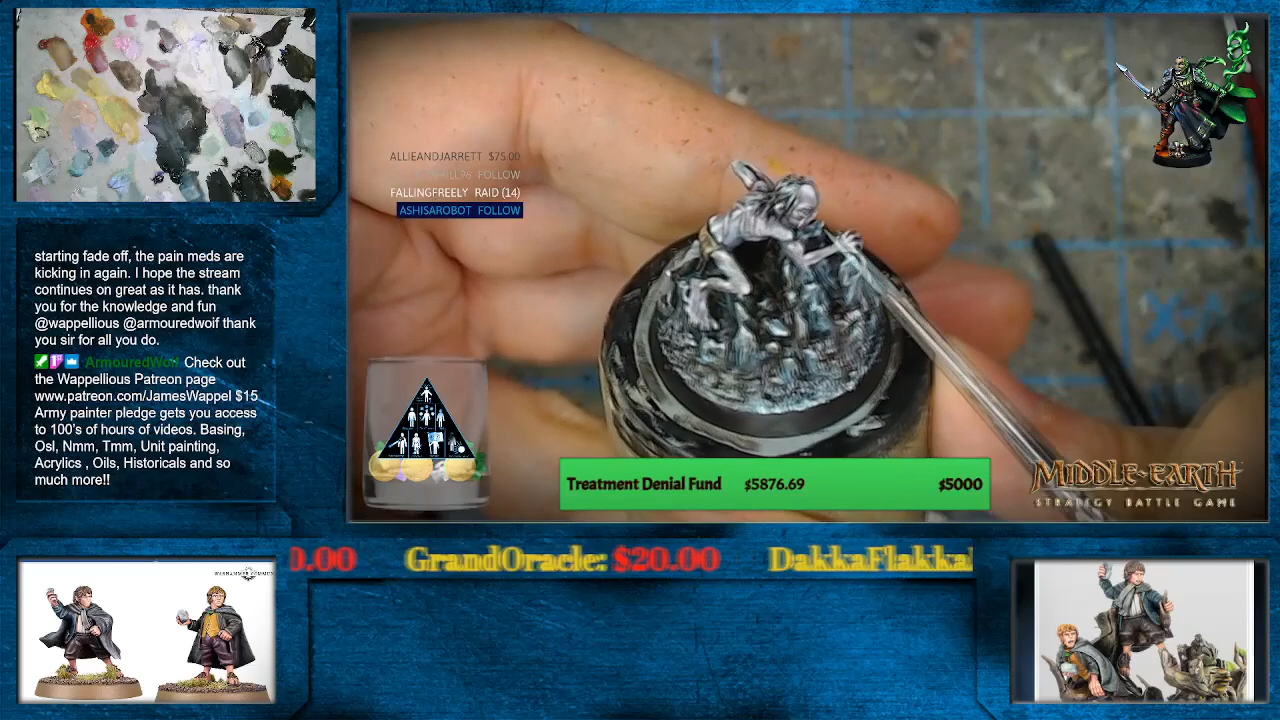 ALLIEANDJARRETT $75.00
FOLLOW
FALLINGFREELY RAID (14)
ASHISAROBOT FOLLOW
starting fade off, the pain meds are
kicking in again. I hope the stream
continues on great as it has. thank
you for the knowledge and fun
@wappellious @armouredwolf thank
you sir for all you do.
ArmouredWolf Check out
the Wappellious Patreon page
www.patreon.com/JamesWappel $15
Army painter pledge gets you access
to 100's of hours of videos. Basing,
Osl, Nmm, Tmm, Unit painting,
Acrylics , Oils, Historicals and so
much more!!
Treatment Denial Fund $5876.69 $5000
MIDDLE-EARTH
STRATEGY BATTLE GAME
0.00 GrandOracle: $20.00 DakkaFlakka